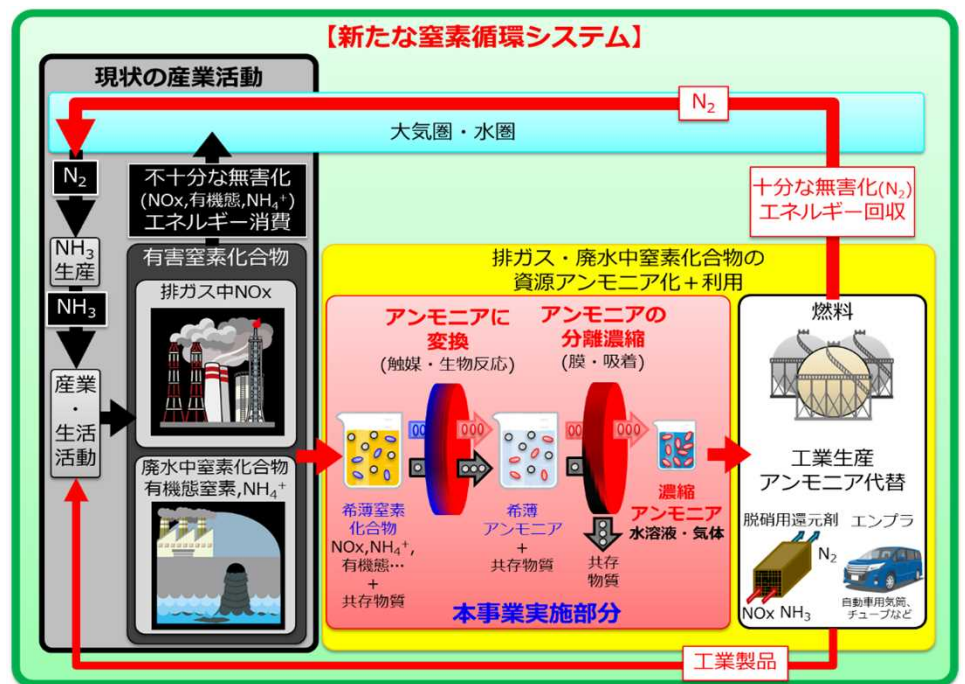 【新たな窒素循環システム】
現状の産業活動
N₂
大気圏・水圏
N₂
NH₃
生産
NH₃
産業
・
生活
活動
不十分な無害化
(NOx,有機態,NH₄⁺)
エネルギー消費
有害窒素化合物
排ガス中NOx
廃水中窒素化合物
有機態窒素,NH₄⁺
十分な無害化(N₂)
エネルギー回収
排ガス・廃水中窒素化合物の
資源アンモニア化+利用
アンモニアに
変換
(触媒・生物反応)
アンモニアの
分離濃縮
(膜・吸着)
希薄窒素
化合物
NOx,NH₄⁺,
有機態…
+
共存物質
希薄
アンモニア
+
共存物質
共存
物質
濃縮
アンモニア
水溶液・気体
本事業実施部分
燃料
工業生産
アンモニア代替
脱硝用還元剤
N₂
NOx NH₃
エンプラ
自動車用気筒、
チューブなど
工業製品